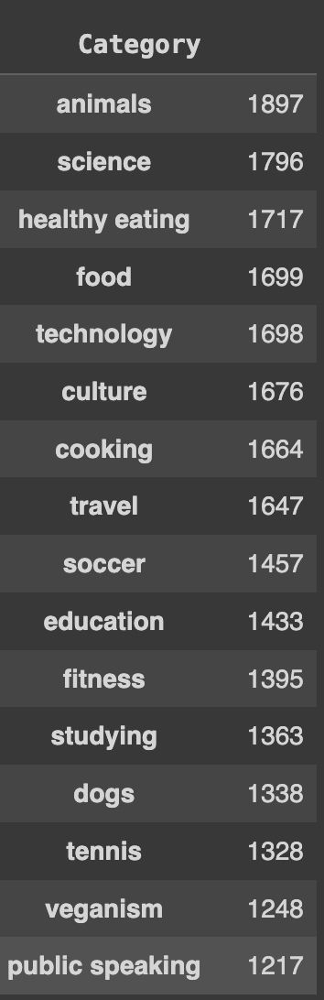 Category
animals 1897
science 1796
healthy eating 1717
food 1699
technology 1698
culture 1676
cooking 1664
travel 1647
soccer 1457
education 1433
fitness 1395
studying 1363
dogs 1338
tennis 1328
veganism 1248
public speaking 1217